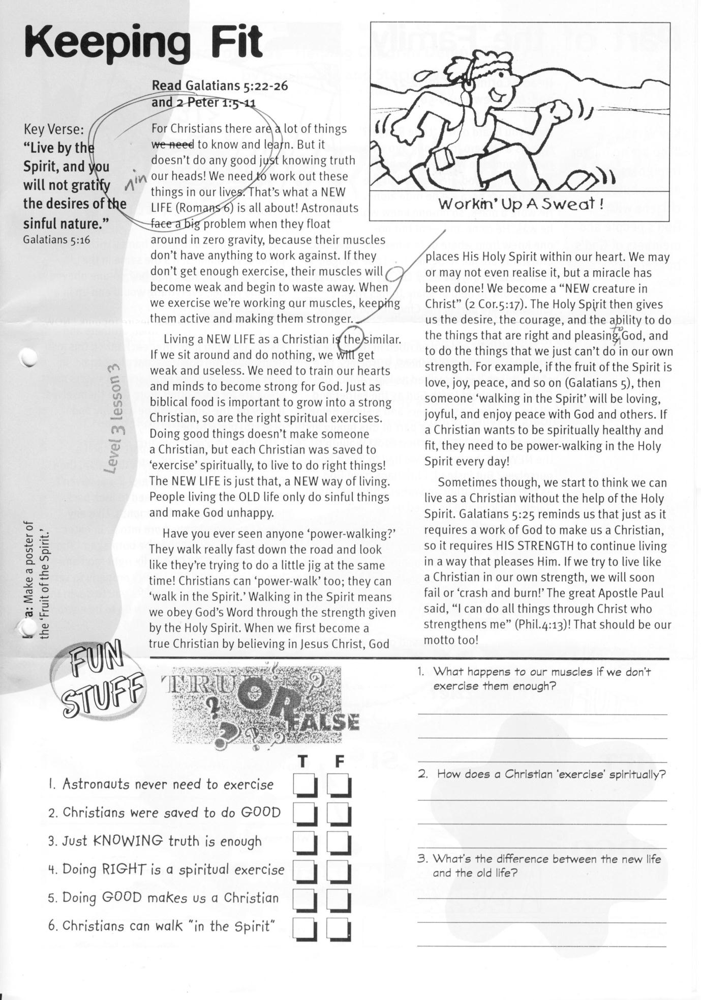 Keeping Fit
Read Galatians 5:22-26
and 2 Peter 1:5-11
Key Verse:
“Live by the
Spirit, and you
will not gratify
the desires of the
sinful nature.”
Galatians 5:16
in
For Christians there are a lot of things
we need to know and learn. But it
doesn’t do any good just knowing truth
our heads! We need to work out these
things in our lives. That’s what a NEW
LIFE (Romans 6) is all about! Astronauts
face a big problem when they float
around in zero gravity, because their muscles
don’t have anything to work against. If they
don’t get enough exercise, their muscles will
become weak and begin to waste away. When
we exercise we’re working our muscles, keeping
them active and making them stronger.
Living a NEW LIFE as a Christian is the similar.
If we sit around and do nothing, we will get
weak and useless. We need to train our hearts
and minds to become strong for God. Just as
biblical food is important to grow into a strong
Christian, so are the right spiritual exercises.
Doing good things doesn’t make someone
a Christian, but each Christian was saved to
‘exercise’ spiritually, to live to do right things!
The NEW LIFE is just that, a NEW way of living.
People living the OLD life only do sinful things
and make God unhappy.
Have you ever seen anyone ‘power-walking?’
They walk really fast down the road and look
like they’re trying to do a little jig at the same
time! Christians can ‘power-walk’ too; they can
‘walk in the Spirit.’ Walking in the Spirit means
we obey God’s Word through the strength given
by the Holy Spirit. When we first become a
true Christian by believing in Jesus Christ, God
Workin’ Up A Sweat!
places His Holy Spirit within our heart. We may
or may not even realise it, but a miracle has
been done! We become a “NEW creature in
Christ” (2 Cor.5:17). The Holy Spirit then gives
us the desire, the courage, and the ability to do
to
the things that are right and pleasing God, and
to do the things that we just can’t do in our own
strength. For example, if the fruit of the Spirit is
love, joy, peace, and so on (Galatians 5), then
someone ‘walking in the Spirit’ will be loving,
joyful, and enjoy peace with God and others. If
a Christian wants to be spiritually healthy and
fit, they need to be power-walking in the Holy
Spirit every day!
Sometimes though, we start to think we can
live as a Christian without the help of the Holy
Spirit. Galatians 5:25 reminds us that just as it
requires a work of God to make us a Christian,
so it requires HIS STRENGTH to continue living
in a way that pleases Him. If we try to live like
a Christian in our own strength, we will soon
fail or ‘crash and burn!’ The great Apostle Paul
said, “I can do all things through Christ who
strengthens me” (Phil.4:13)! That should be our
motto too!
Level 3 lesson 3
Make a poster of
the ‘Fruit of the Spirit.’
FUN
STUFF
TRUE
OR
FALSE
T F
1. Astronauts never need to exercise
2. Christians were saved to do GOOD
3. Just KNOWING truth is enough
4. Doing RIGHT is a spiritual exercise
5. Doing GOOD makes us a Christian
6. Christians can walk “in the Spirit”
1. What happens to our muscles if we don’t
exercise them enough?
2. How does a Christian ‘exercise’ spiritually?
3. What’s the difference between the new life
and the old life?